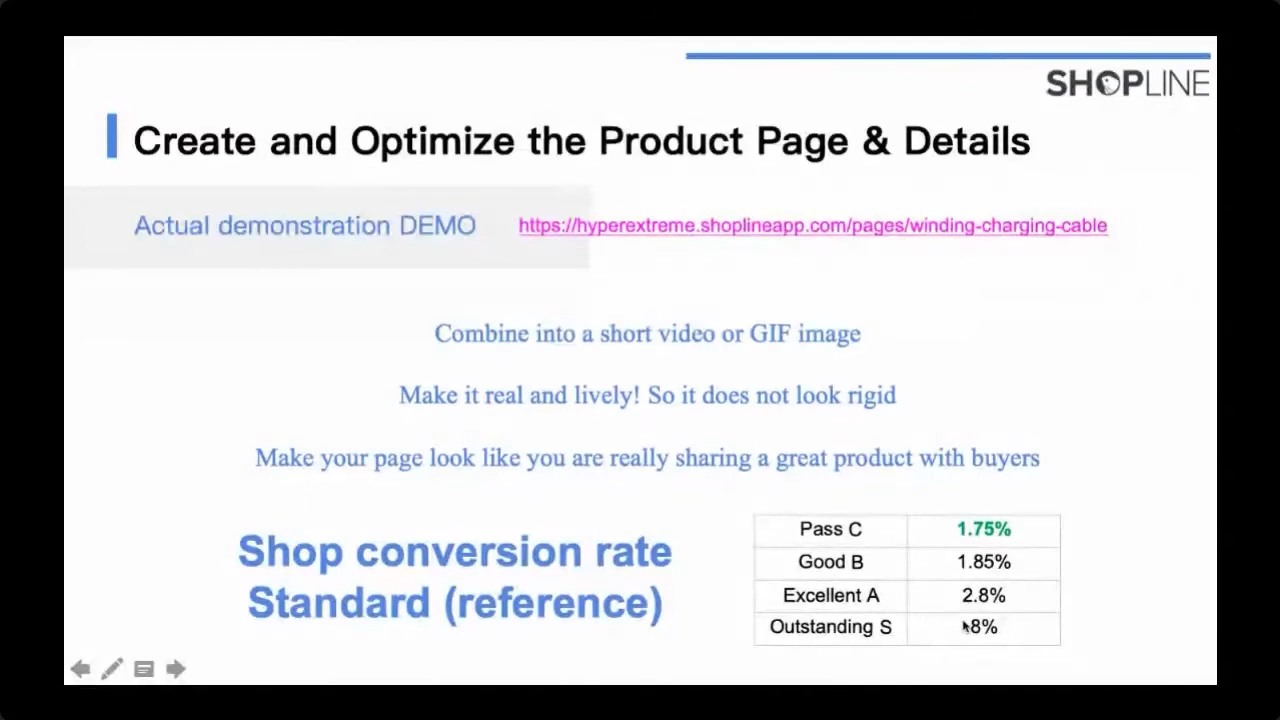 SHOPLINE
Create and Optimize the Product Page & Details
Actual demonstration DEMO https://hyperextreme.shoplineapp.com/pages/winding-charging-cable
Combine into a short video or GIF image
Make it real and lively! So it does not look rigid
Make your page look like you are really sharing a great product with buyers
Shop conversion rate
Standard (reference)
Pass C 1.75%
Good B 1.85%
Excellent A 2.8%
Outstanding S 8%